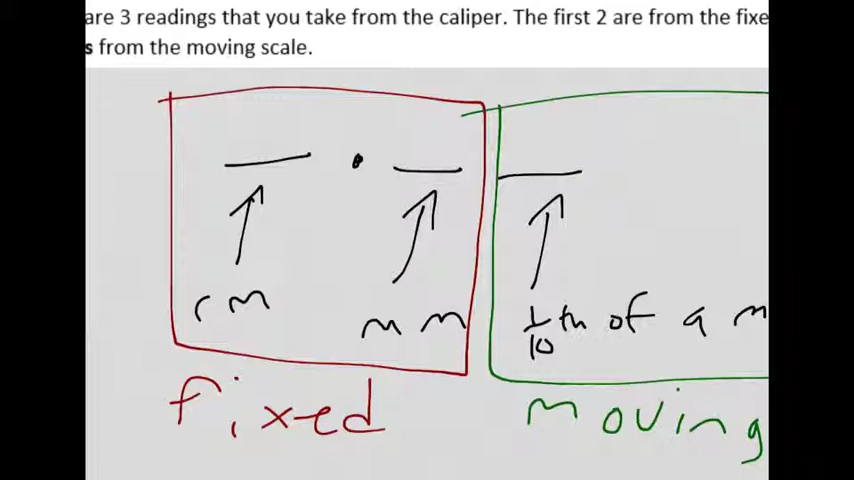 are 3 readings that you take from the caliper. The first 2 are from the fixe
s from the moving scale.
cm
mm
1/10 th of a m
fixed
moving